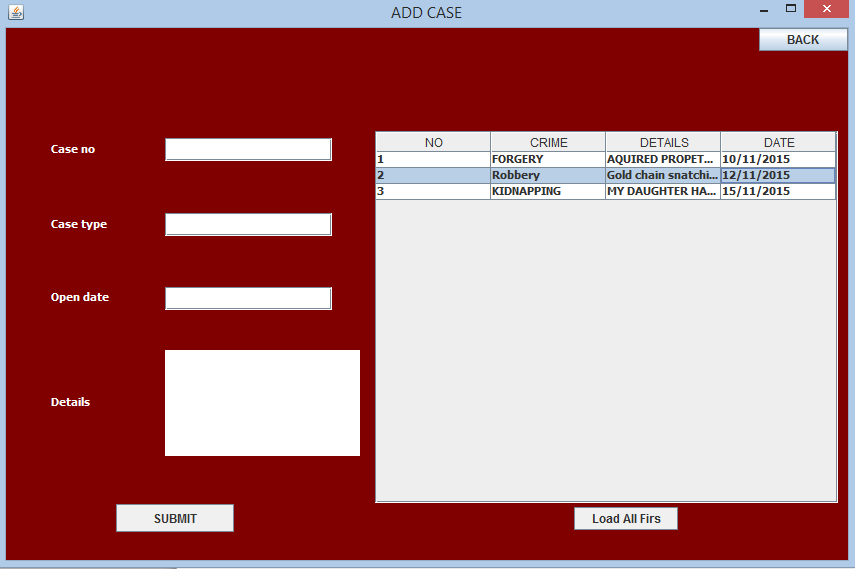 ADD CASE
BACK
Case no
Case type
Open date
Details
SUBMIT
NO CRIME DETAILS DATE
1 FORGERY AQUIRED PROPET... 10/11/2015
2 Robbery Gold chain snatchi... 12/11/2015
3 KIDNAPPING MY DAUGHTER HA... 15/11/2015
Load All Firs